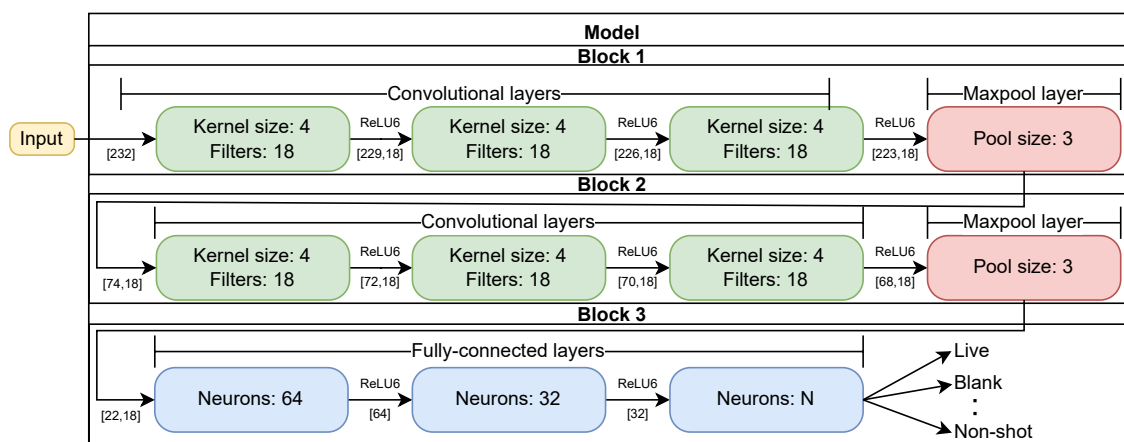 Model
Block 1
Convolutional layers
Maxpool layer
Input
[232]
Kernel size: 4
Filters: 18
ReLU6
[229,18]
Kernel size: 4
Filters: 18
ReLU6
[226,18]
Kernel size: 4
Filters: 18
ReLU6
[223,18]
Pool size: 3
Block 2
Convolutional layers
Maxpool layer
[74,18]
Kernel size: 4
Filters: 18
ReLU6
[72,18]
Kernel size: 4
Filters: 18
ReLU6
[70,18]
Kernel size: 4
Filters: 18
ReLU6
[68,18]
Pool size: 3
Block 3
Fully-connected layers
[22,18]
Neurons: 64
ReLU6
[64]
Neurons: 32
ReLU6
[32]
Neurons: N
Live
Blank
:
Non-shot